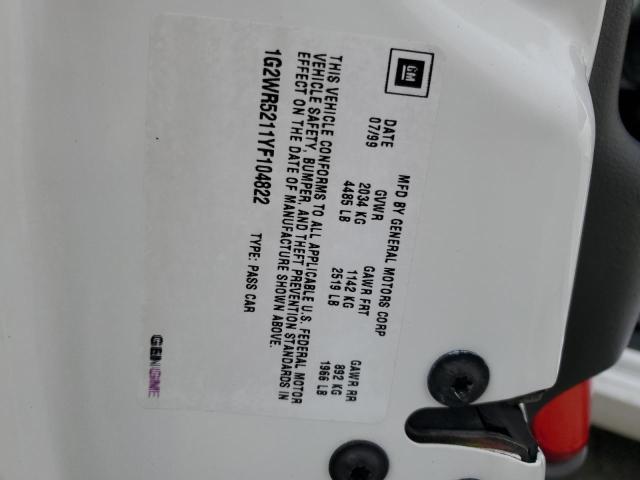 GM
MFD BY GENERAL MOTORS CORP
DATE GVWR GAWR FRT GAWR RR
07/99 2034 KG 1142 KG 892 KG
4485 LB 2519 LB 1966 LB
THIS VEHICLE CONFORMS TO ALL APPLICABLE U.S. FEDERAL MOTOR
VEHICLE SAFETY, BUMPER, AND THEFT PREVENTION STANDARDS IN
EFFECT ON THE DATE OF MANUFACTURE SHOWN ABOVE.
1G2WR5211YF104822 TYPE: PASS CAR